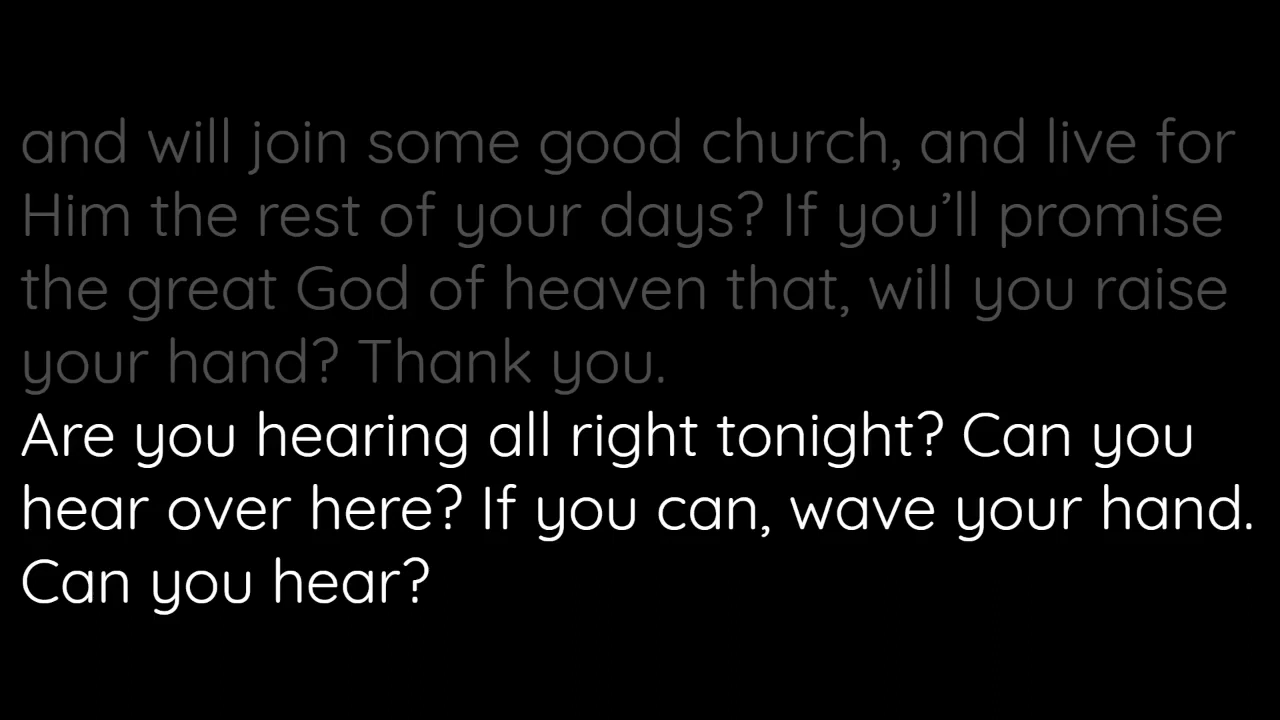 and will join some good church, and live for
Him the rest of your days? If you’ll promise
the great God of heaven that, will you raise
your hand? Thank you.
Are you hearing all right tonight? Can you
hear over here? If you can, wave your hand.
Can you hear?